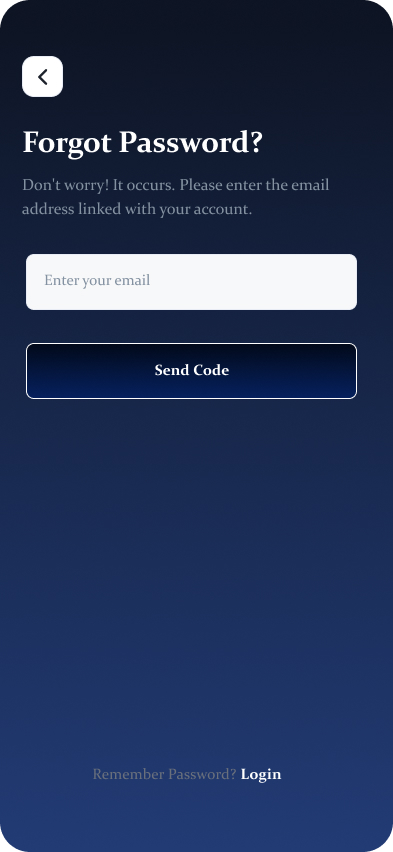 Forgot Password?
Don't worry! It occurs. Please enter the email
address linked with your account.
Enter your email
Send Code
Remember Password? Login